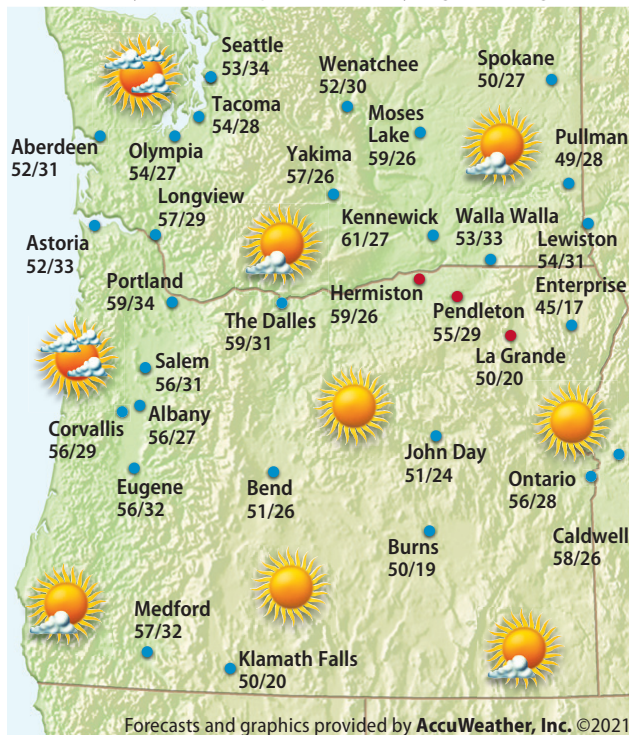 Seattle
53/34
Wenatchee
52/30
Spokane
50/27
Tacoma
54/28
Moses
Lake
59/26
Aberdeen
52/31
Olympia
54/27
Yakima
57/26
Pullman
49/28
Longview
57/29
Kennewick
61/27
Walla Walla
53/33
Lewiston
54/31
Astoria
52/33
Portland
59/34
The Dalles
59/31
Hermiston
59/26
Pendleton
55/29
Enterprise
45/17
La Grande
50/20
Salem
56/31
Albany
56/27
Corvallis
56/29
Eugene
56/32
Bend
51/26
John Day
51/24
Ontario
56/28
Burns
50/19
Caldwell
58/26
Medford
57/32
Klamath Falls
50/20
Forecasts and graphics provided by AccuWeather, Inc. ©2021